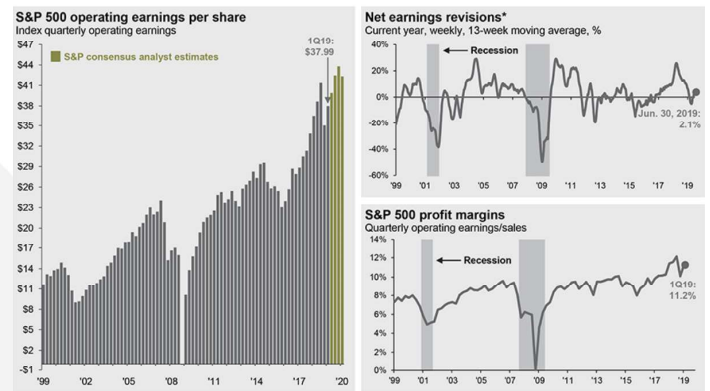 S&P 500 operating earnings per share
Index quarterly operating earnings
$47
$44
$41
$38
$35
$32
$29
$26
$23
$20
$17
$14
$11
$8
$5
$2
-$1
S&P consensus analyst estimates
1Q19:
$37.99
'99 '02 '05 '08 '11 '14 '17 '20
Net earnings revisions*
Current year, weekly, 13-week moving average, %
40%
20%
0%
-20%
-40%
-60%
Recession
Jun. 30, 2019:
2.1%
'99 '01 '03 '05 '07 '09 '11 '13 '15 '17 '19
S&P 500 profit margins
Quarterly operating earnings/sales
14%
12%
10%
8%
6%
4%
2%
0%
Recession
1Q19:
11.2%
'99 '01 '03 '05 '07 '09 '11 '13 '15 '17 '19